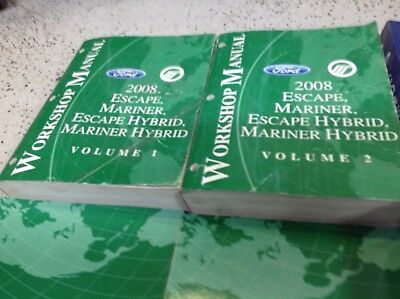 WORKSHOP MANUAL
Ford
2008
ESCAPE,
MARINER,
ESCAPE HYBRID,
MARINER HYBRID
VOLUME 1
WORKSHOP MANUAL
Ford
2008
ESCAPE,
MARINER,
ESCAPE HYBRID,
MARINER HYBRID
VOLUME 2